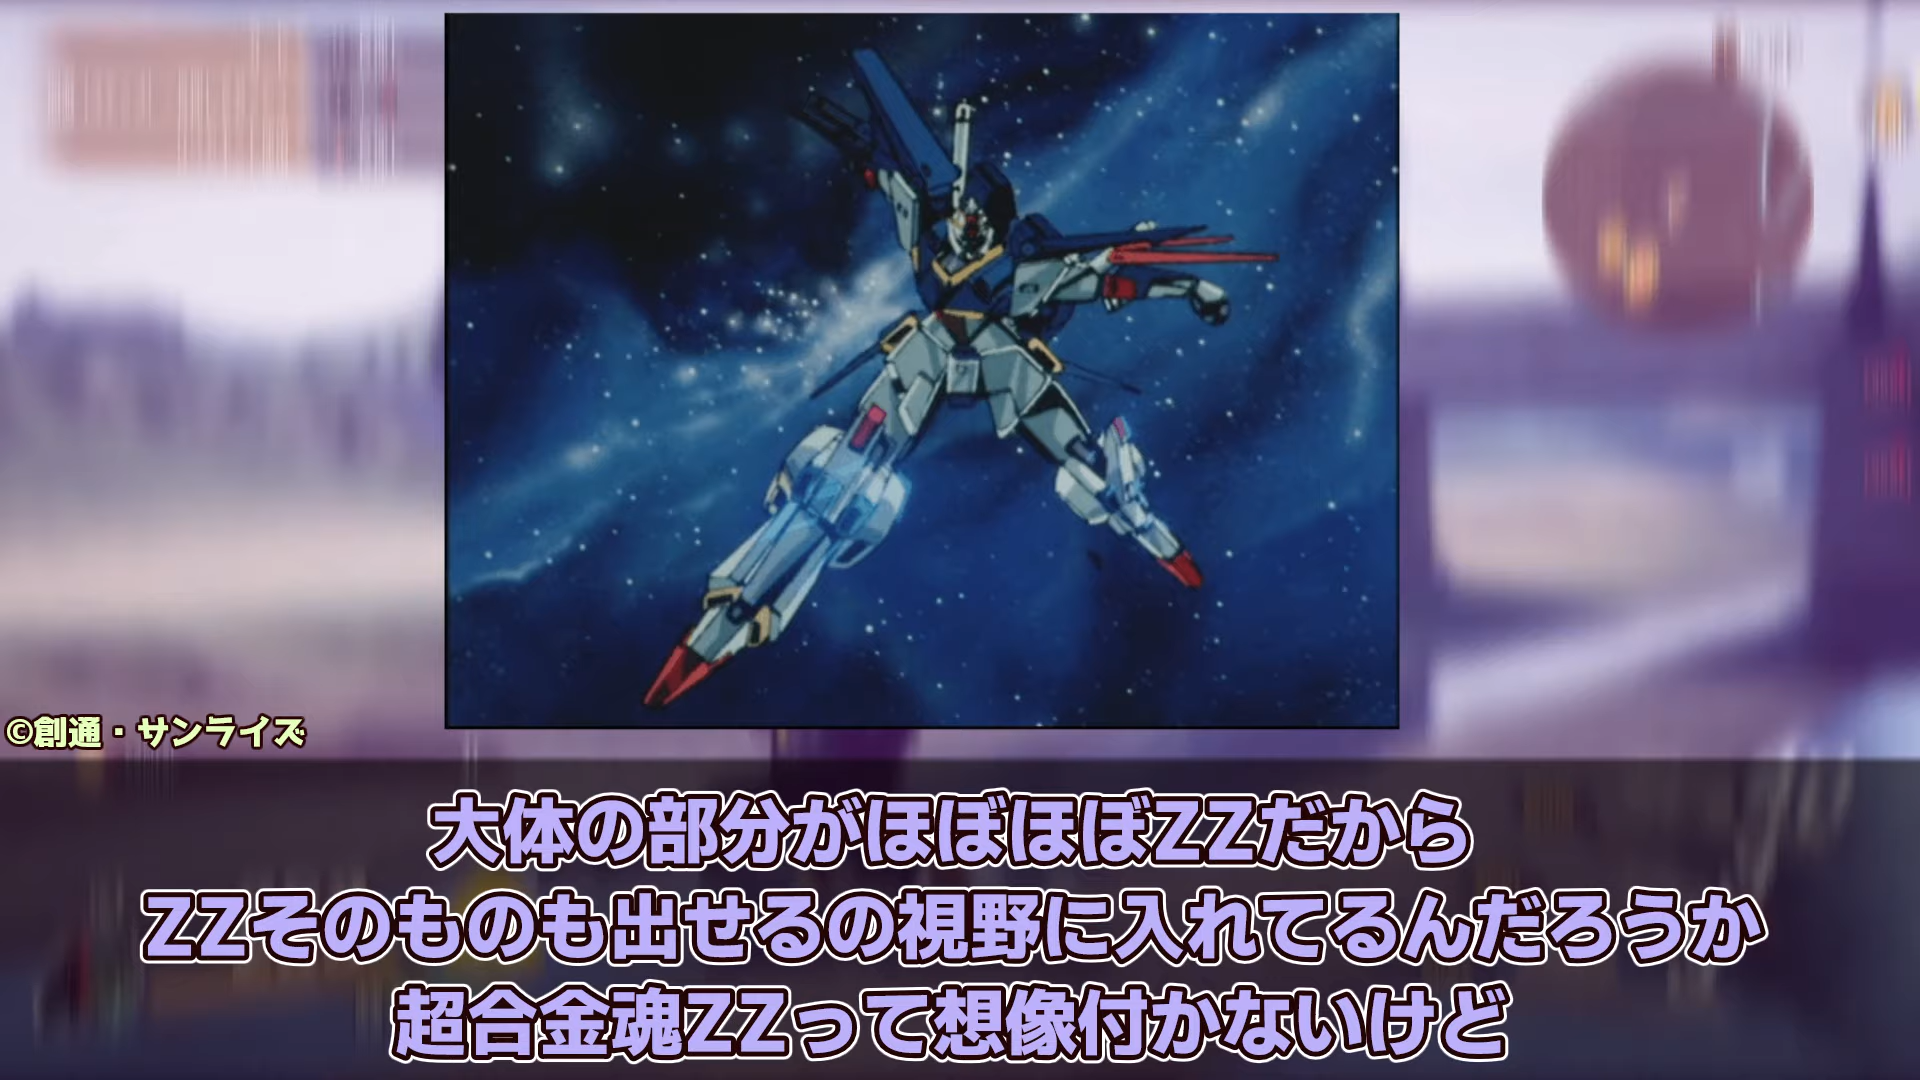 ©創通・サンライズ
大体の部分がほぼほぼZZだから
ZZそのものも出せるの視野に入れてるんだろうか
超合金魂ZZって想像付かないけど